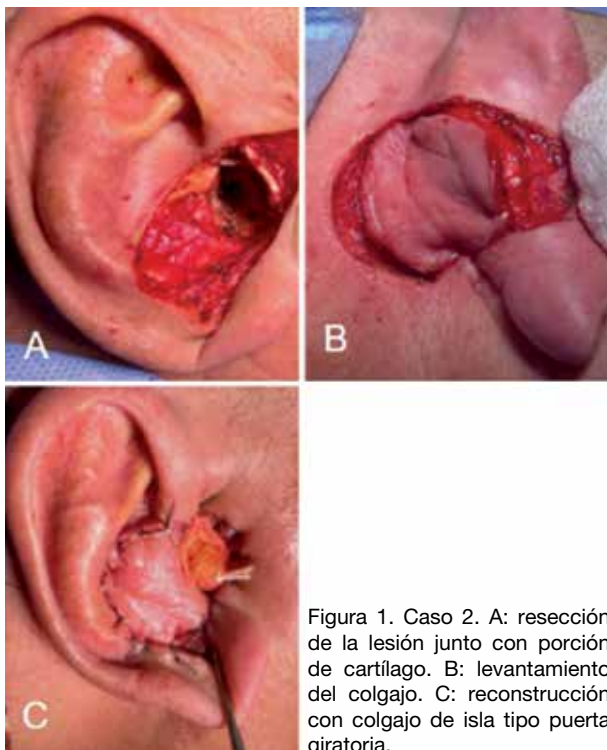 A
B
C
Figura 1. Caso 2. A: resección
de la lesión junto con porción
de cartílago. B: levantamiento
del colgajo. C: reconstrucción
con colgajo de isla tipo puerta
giratoria.